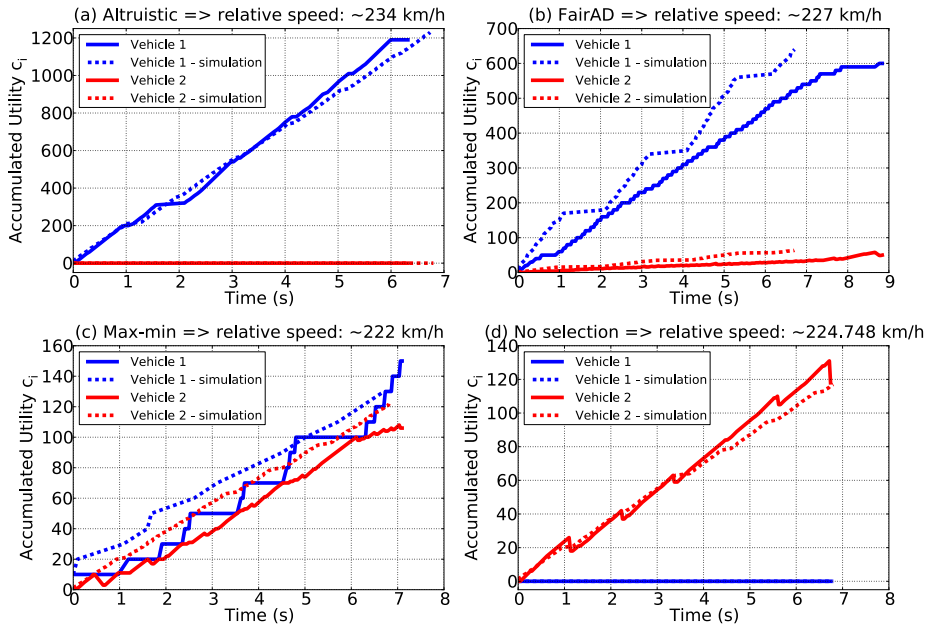 (a) Altruistic => relative speed: ~234 km/h
Accumulated Utility c_i
1200
1000
800
600
400
200
0
Vehicle 1
Vehicle 1 - simulation
Vehicle 2
Vehicle 2 - simulation
0 1 2 3 4 5 6 7
Time (s)
(b) FairAD => relative speed: ~227 km/h
Accumulated Utility c_i
700
600
500
400
300
200
100
0
Vehicle 1
Vehicle 1 - simulation
Vehicle 2
Vehicle 2 - simulation
0 1 2 3 4 5 6 7 8 9
Time (s)
(c) Max-min => relative speed: ~222 km/h
Accumulated Utility c_i
160
140
120
100
80
60
40
20
0
Vehicle 1
Vehicle 1 - simulation
Vehicle 2
Vehicle 2 - simulation
0 1 2 3 4 5 6 7 8
Time (s)
(d) No selection => relative speed: ~224.748 km/h
Accumulated Utility c_i
140
120
100
80
60
40
20
0
Vehicle 1
Vehicle 1 - simulation
Vehicle 2
Vehicle 2 - simulation
0 1 2 3 4 5 6 7 8
Time (s)